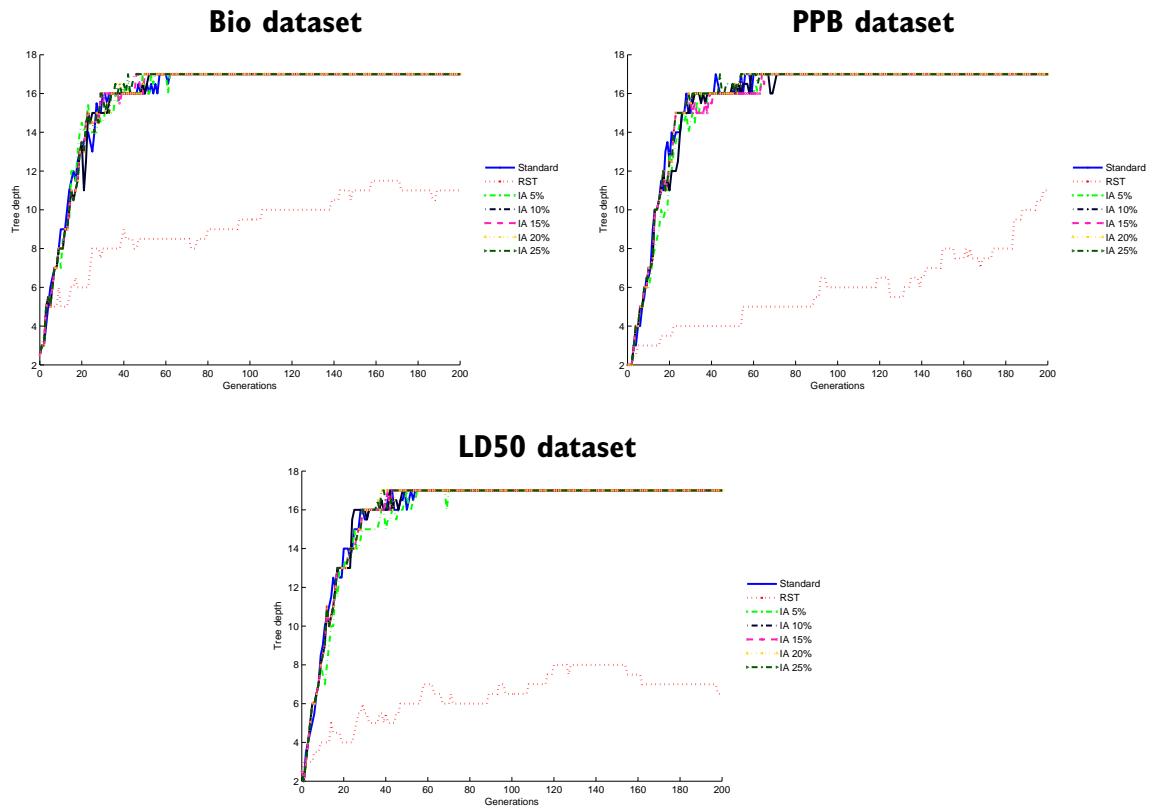 Bio dataset
PPB dataset
18
16
14
12
10
8
6
4
2
0 20 40 60 80 100 120 140 160 180 200
Tree depth
Generations
Standard
RST
IA 5%
IA 10%
IA 15%
IA 20%
IA 25%
18
16
14
12
10
8
6
4
2
0 20 40 60 80 100 120 140 160 180 200
Tree depth
Generations
Standard
RST
IA 5%
IA 10%
IA 15%
IA 20%
IA 25%
LD50 dataset
18
16
14
12
10
8
6
4
2
0 20 40 60 80 100 120 140 160 180 200
Tree depth
Generations
Standard
RST
IA 5%
IA 10%
IA 15%
IA 20%
IA 25%